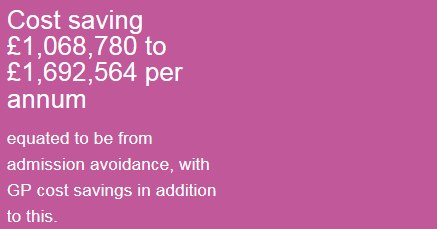 Cost saving
£1,068,780 to
£1,692,564 per
annum
equated to be from
admission avoidance, with
GP cost savings in addition
to this.